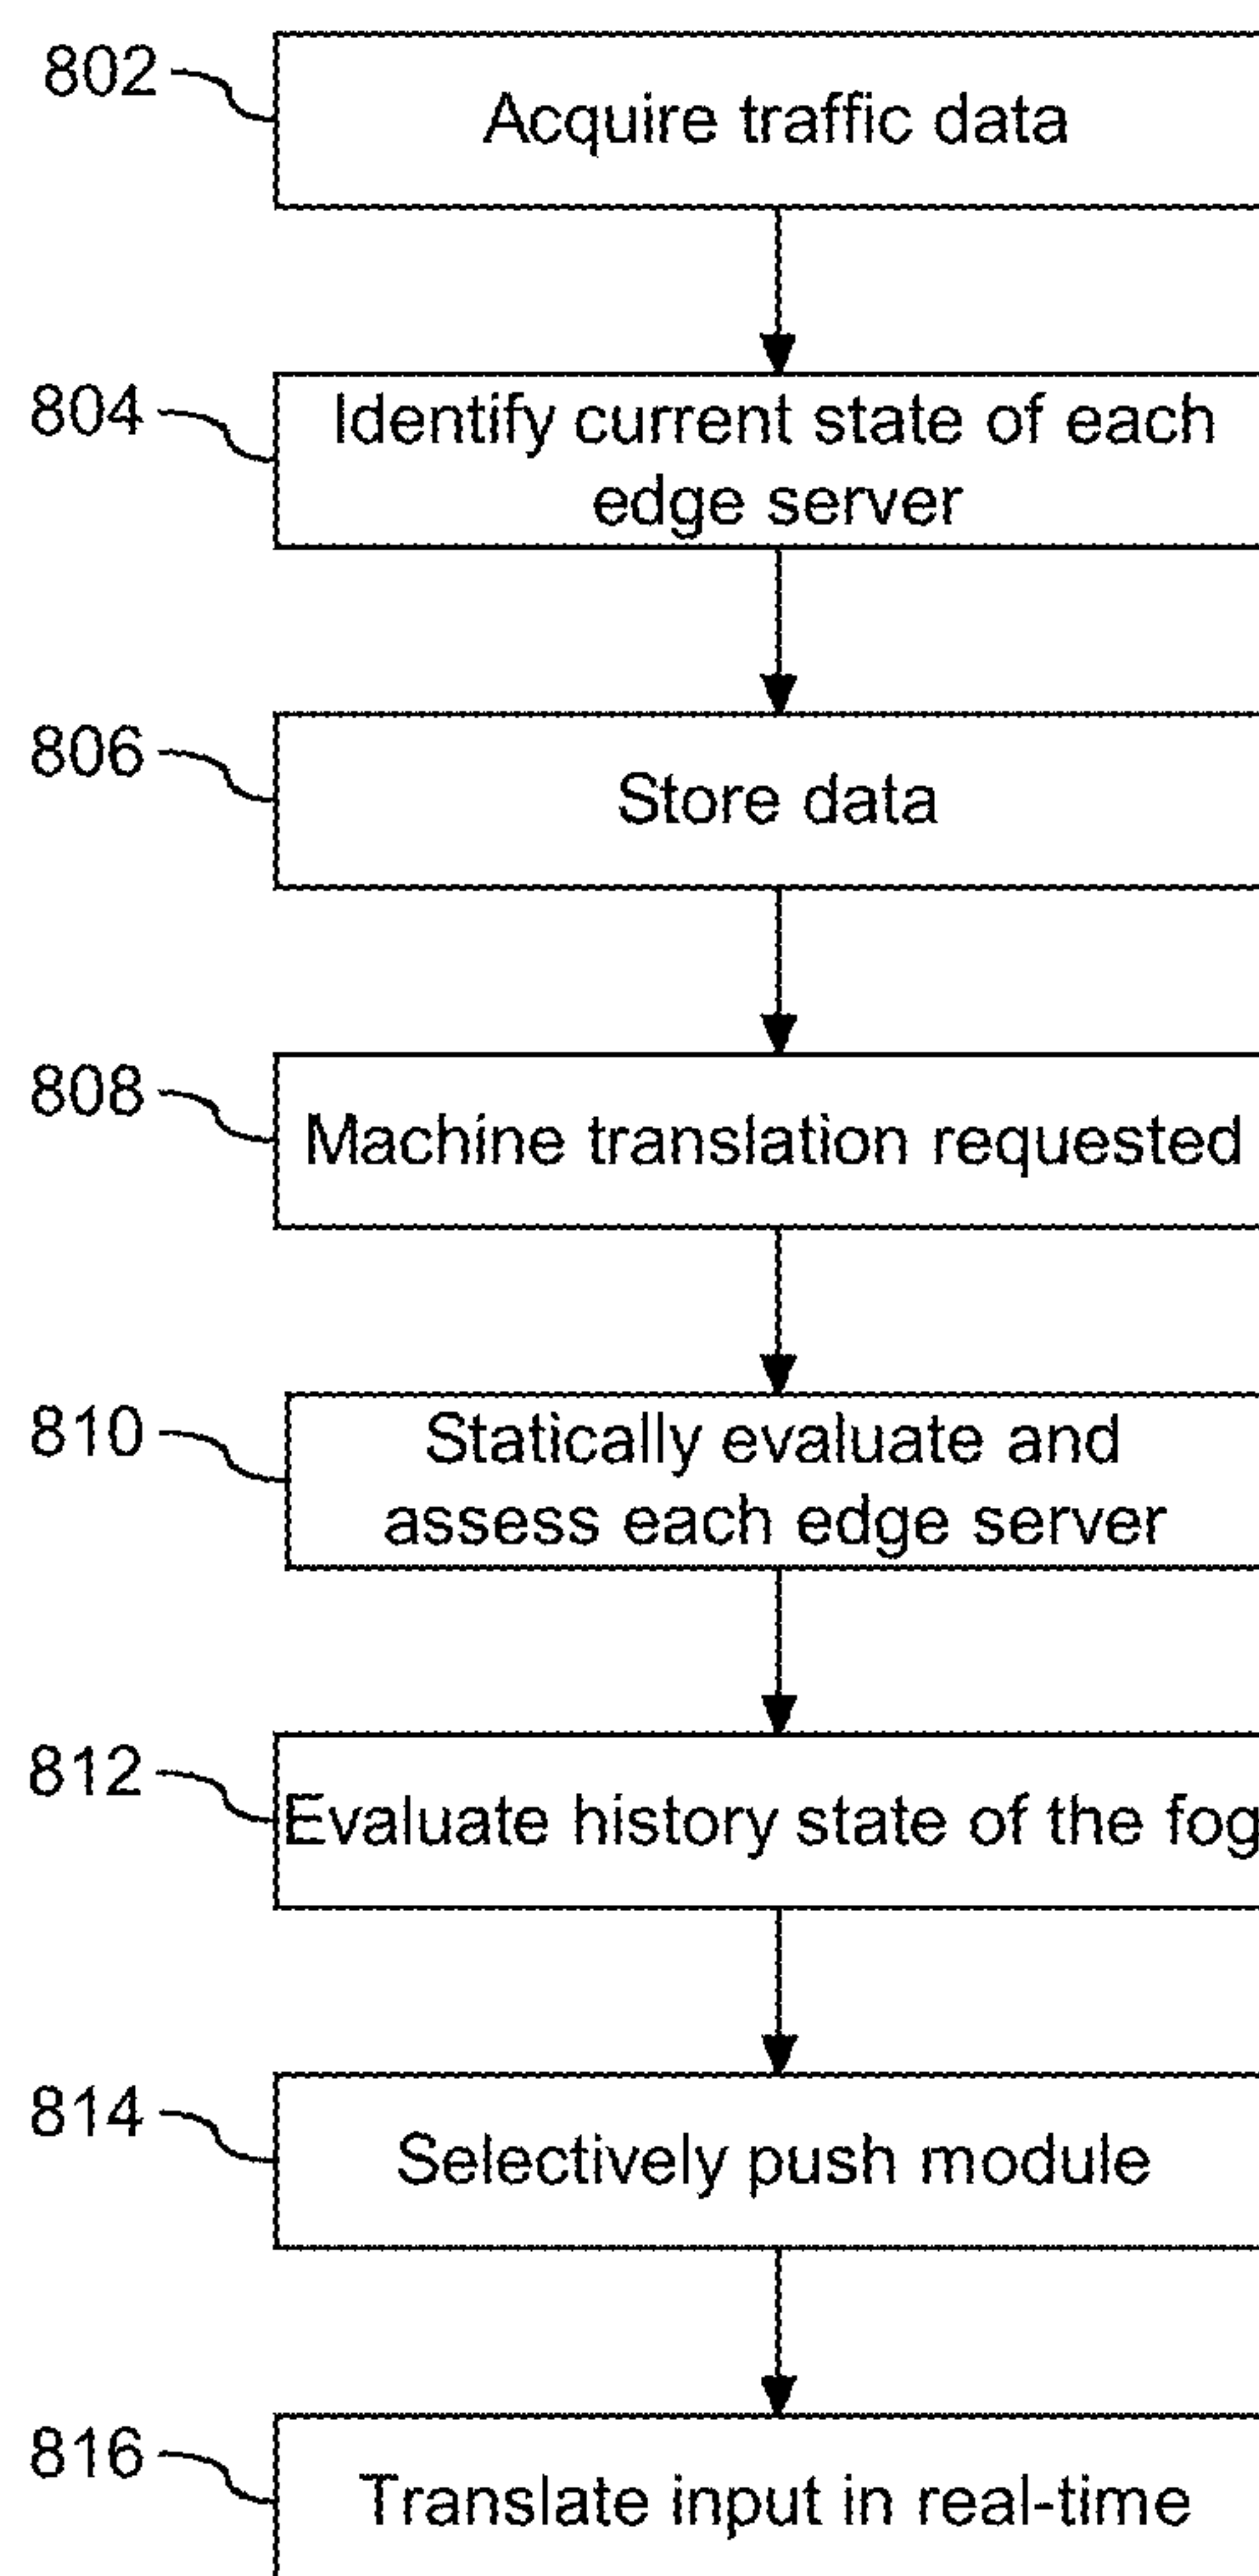 802
Acquire traffic data
804
Identify current state of each
edge server
806
Store data
808
Machine translation requested
810
Statically evaluate and
assess each edge server
812
Evaluate history state of the fog
814
Selectively push module
816
Translate input in real-time